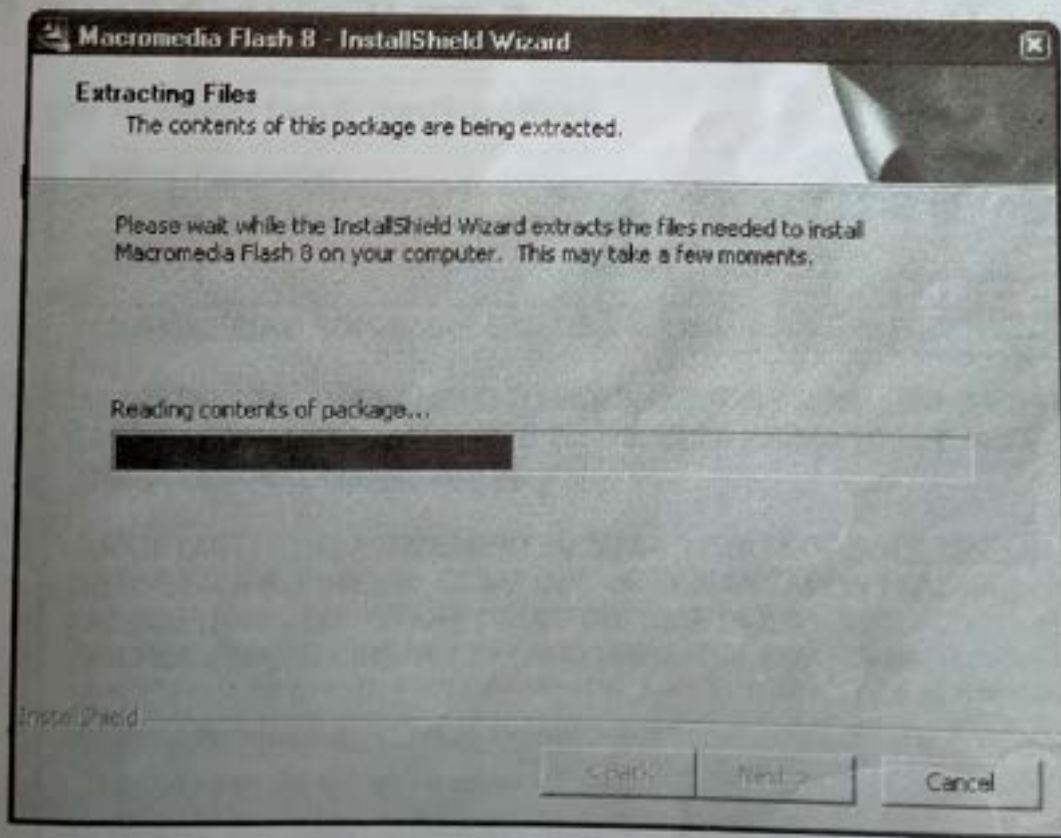 Macromedia Flash 8 - InstallShield Wizard
Extracting Files
The contents of this package are being extracted.
Please wait while the InstallShield Wizard extracts the files needed to install
Macromedia Flash 8 on your computer. This may take a few moments.
Reading contents of package...
InstallShield
< Back Next > Cancel